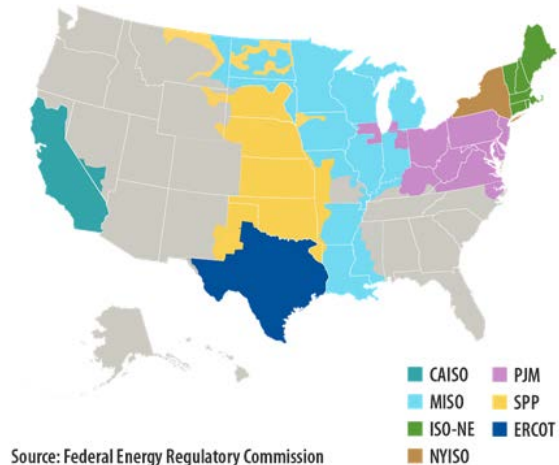 CAISO
MISO
ISO-NE
NYISO
PJM
SPP
ERCOT
Source: Federal Energy Regulatory Commission